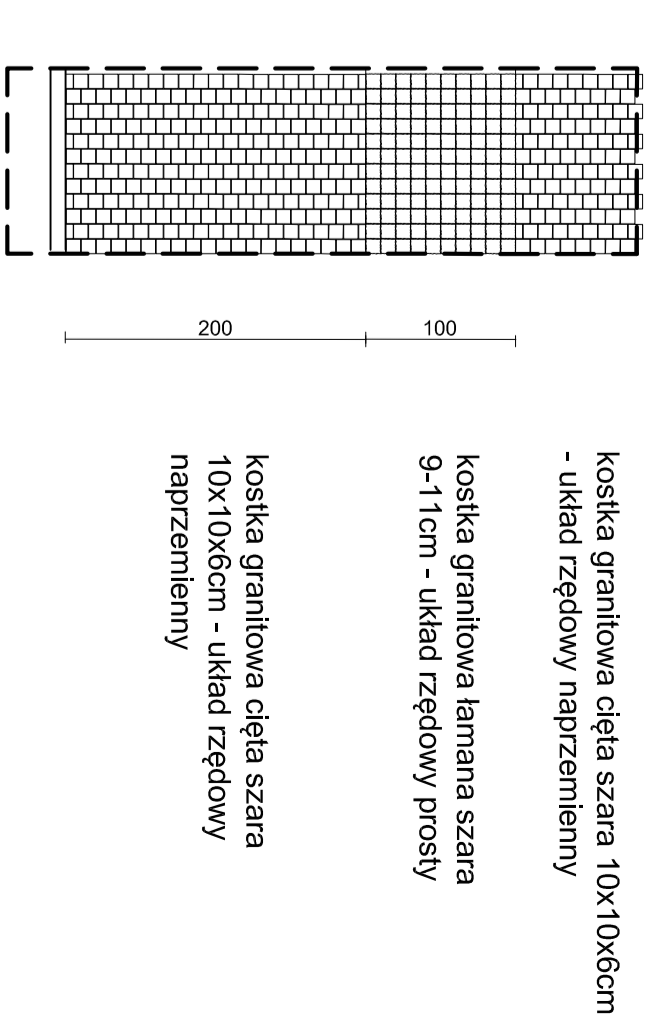 200
100
kostka granitowa cięta szara 10x10x6cm
- układ rzędowy naprzemienny
kostka granitowa łamana szara
9-11cm - układ rzędowy prosty
kostka granitowa cięta szara
10x10x6cm - układ rzędowy
naprzemienny